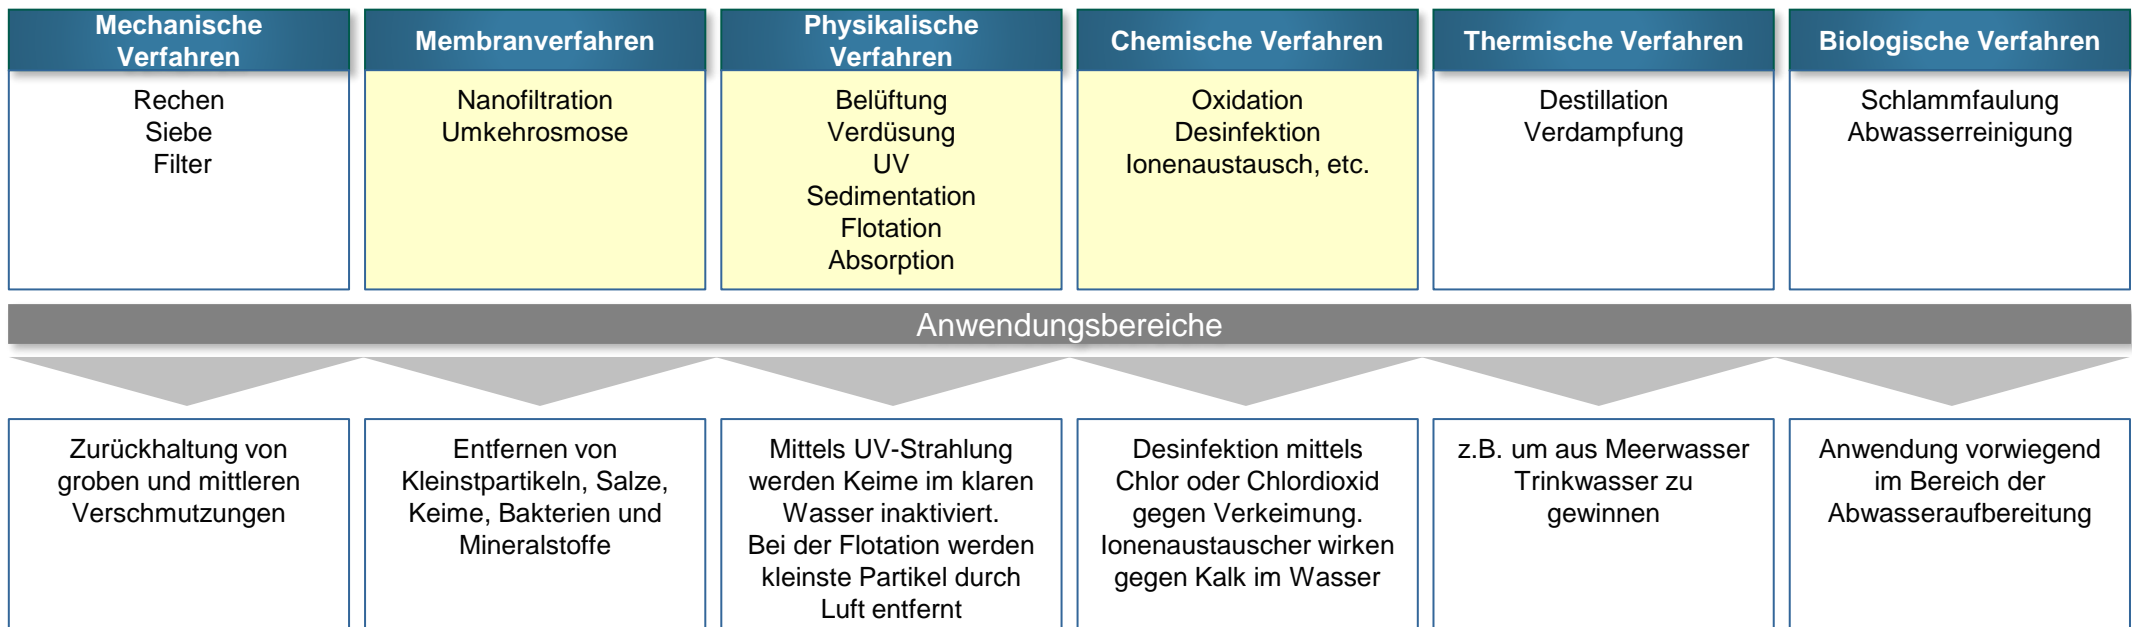 Mechanische
Verfahren
Membranverfahren
Physikalische
Verfahren
Chemische Verfahren
Thermische Verfahren
Biologische Verfahren
Rechen
Siebe
Filter
Nanofiltration
Umkehrosmose
Belüftung
Verdüsung
UV
Sedimentation
Flotation
Absorption
Oxidation
Desinfektion
Ionenaustausch, etc.
Destillation
Verdampfung
Schlammfaulung
Abwasserreinigung
Anwendungsbereiche
Zurückhaltung von
groben und mittleren
Verschmutzungen
Entfernen von
Kleinstpartikeln, Salze,
Keime, Bakterien und
Mineralstoffe
Mittels UV-Strahlung
werden Keime im klaren
Wasser inaktiviert.
Bei der Flotation werden
kleinste Partikel durch
Luft entfernt
Desinfektion mittels
Chlor oder Chlordioxid
gegen Verkeimung.
Ionenaustauscher wirken
gegen Kalk im Wasser
z.B. um aus Meerwasser
Trinkwasser zu
gewinnen
Anwendung vorwiegend
im Bereich der
Abwasseraufbereitung